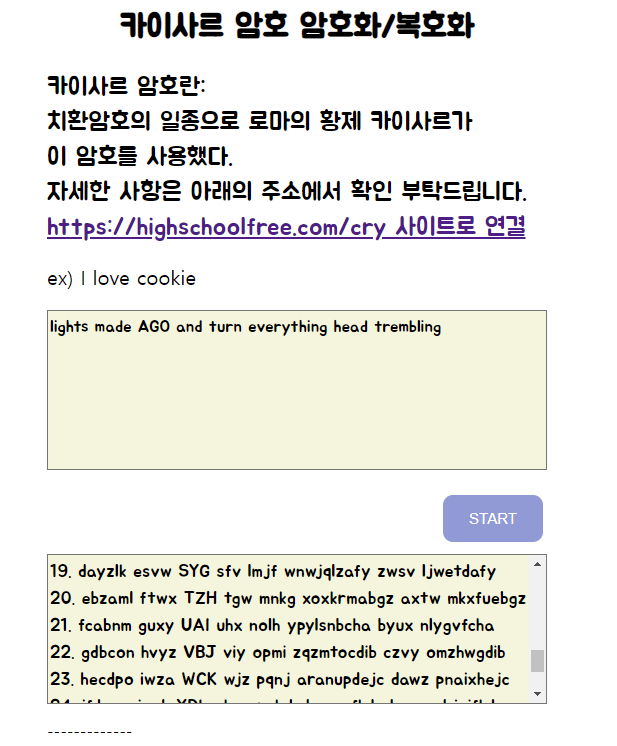 카이사르 암호 암호화/복호화
카이사르 암호란:
치환암호의 일종으로 로마의 황제 카이사르가
이 암호를 사용했다.
자세한 사항은 아래의 주소에서 확인 부탁드립니다.
https://highschoolfree.com/cry 사이트로 연결
ex) I love cookie
lights made AGO and turn everything head trembling
START
19. dayzlk esvw SYG sfv lmjf wnwjqlzafy zwsv ljwetdafy
20. ebzaml ftwx TZH tgw mnkg xoxkrmabgz axtw mkxfuebgz
21. fcabnm guxy UAI uhx nolh ypylsnbcha byux nlygvfcha
22. gdbcon hvyz VBJ viy opmi zqzmtocdib czvy omzhwgdib
23. hecdpo iwza WCK wjz pqnj aranupdejc dawz pnaixhejc
-------------